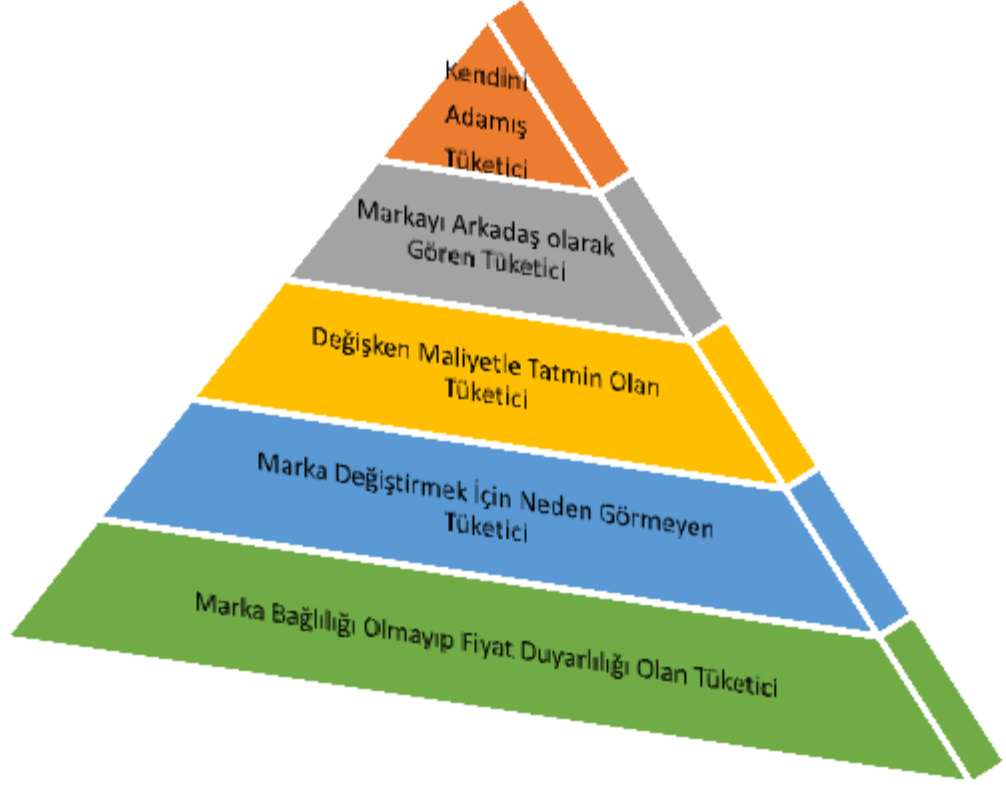 Kendini
Adamış
Tüketici
Markayı Arkadaş olarak
Gören Tüketici
Değişken Maliyetle Tatmin Olan
Tüketici
Marka Değiştirmek İçin Neden Görmeyen
Tüketici
Marka Bağlılığı Olmayıp Fiyat Duyarlılığı Olan Tüketici